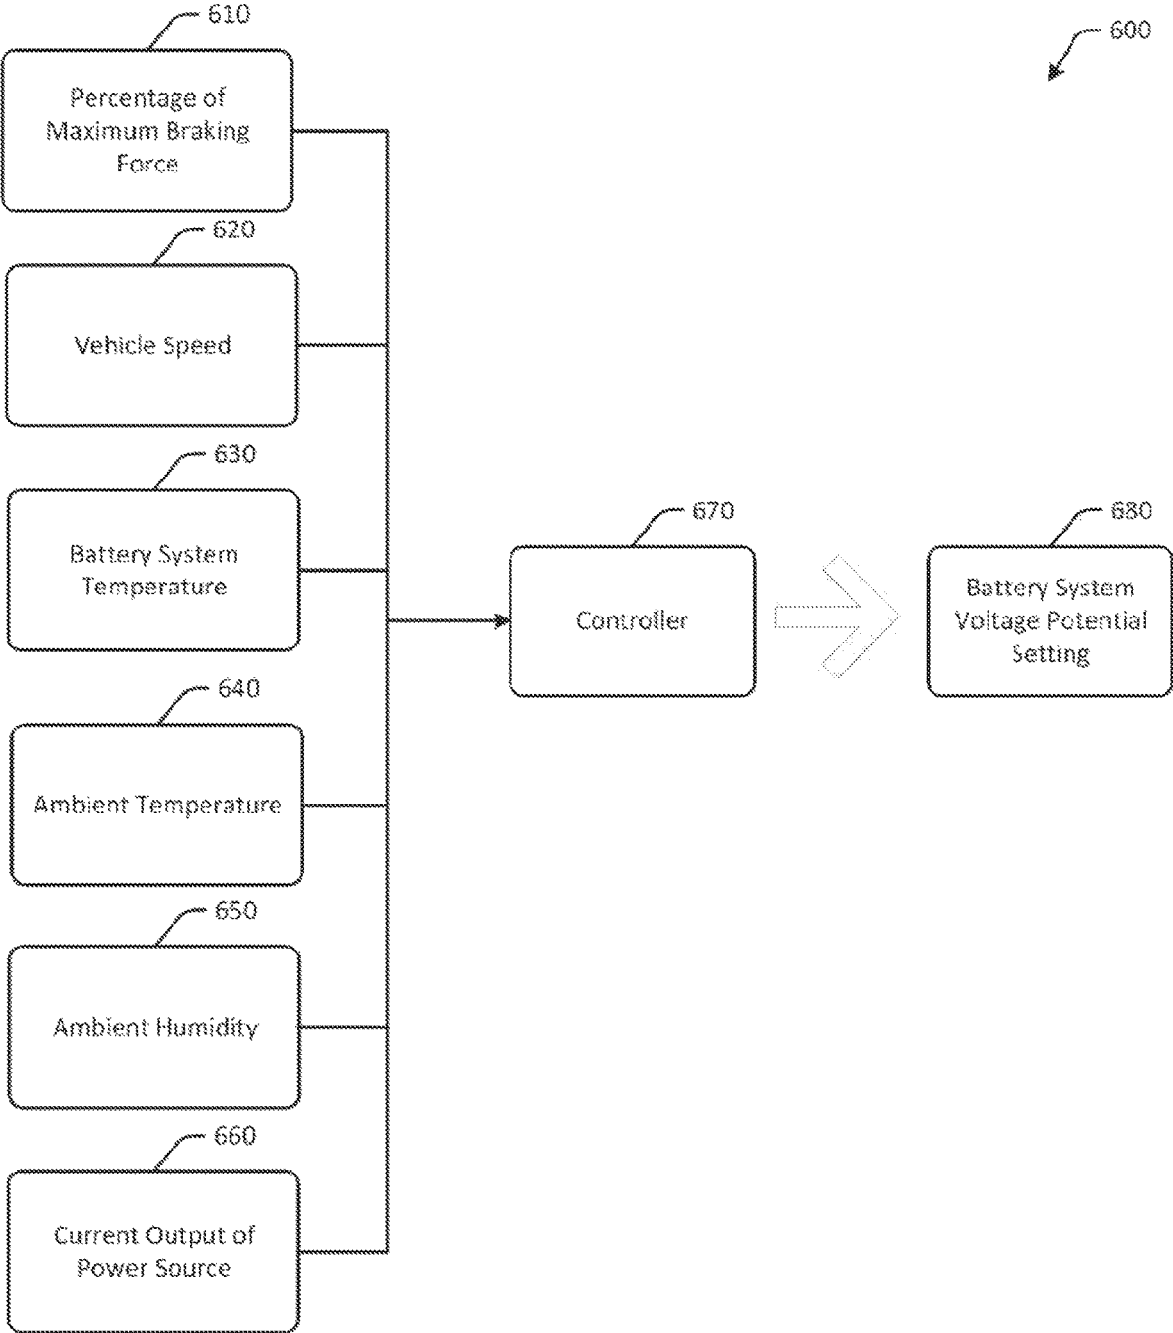 610
600
Percentage of
Maximum Braking
Force
620
Vehicle Speed
630
Battery System
Temperature
670
Controller
680
Battery System
Voltage Potential
Setting
640
Ambient Temperature
650
Ambient Humidity
660
Current Output of
Power Source